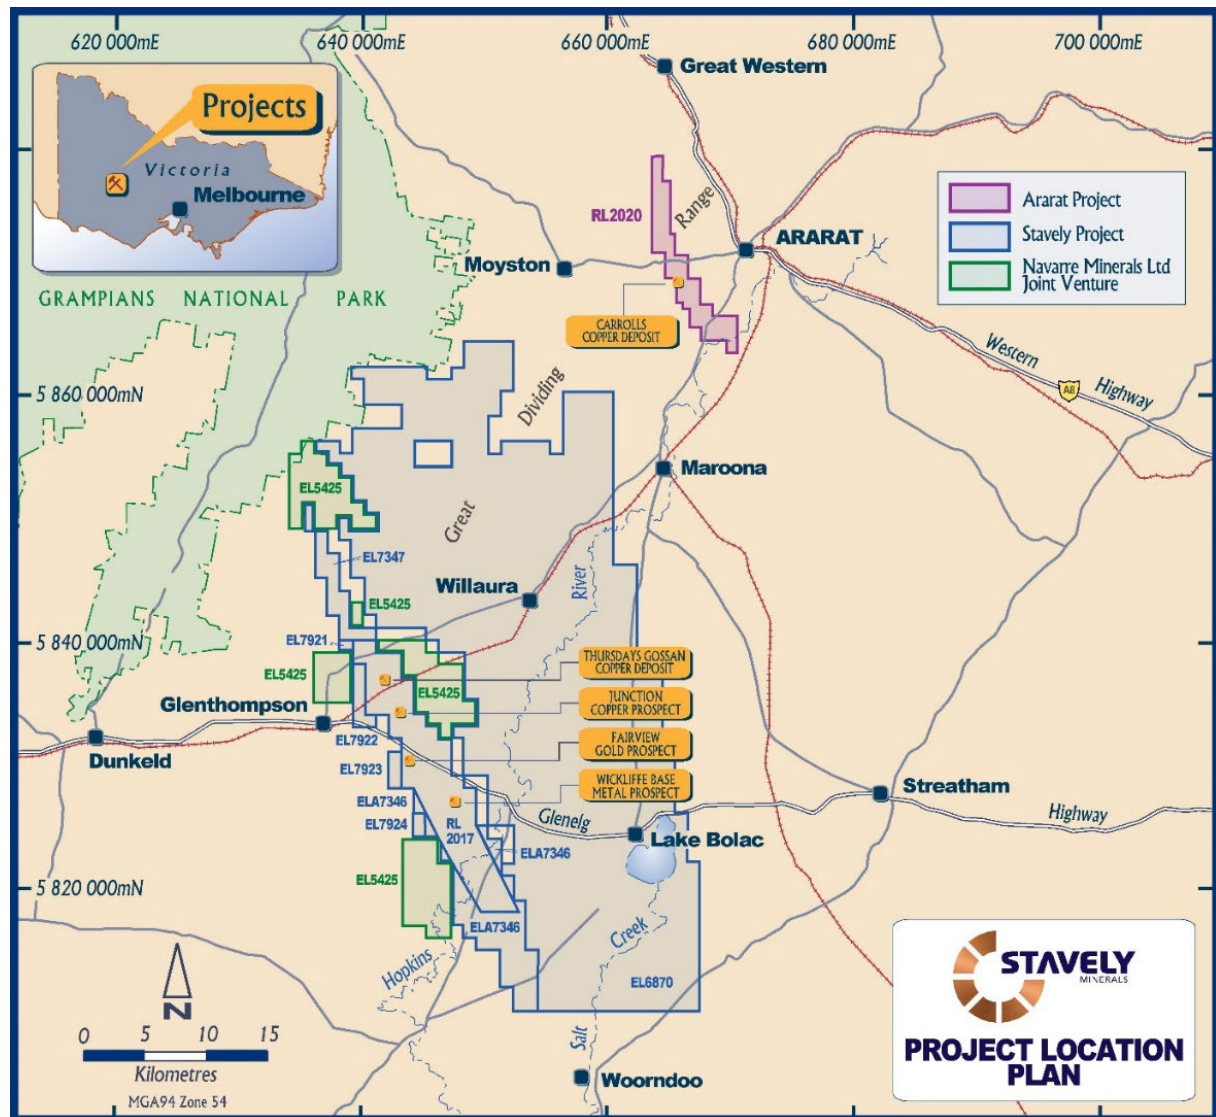 620 000mE
640 000mE
660 000mE
680 000mE
700 000mE
Great Western
Projects
Victoria
Melbourne
RL2020
Range
ARARAT
Moyston
Ararat Project
Stavely Project
Navarre Minerals Ltd
Joint Venture
GRAMPIANS NATIONAL PARK
CARROLLS
COPPER DEPOSIT
Western
Highway
A8
5 860 000mN
Dividing
Great
Maroona
EL5425
EL7347
Willaura
River
EL5425
EL7921
5 840 000mN
EL5425
THURSDAYS GOSSAN
COPPER DEPOSIT
EL5425
JUNCTION
COPPER PROSPECT
Glenthompson
EL7922
FAIRVIEW
GOLD PROSPECT
Dunkeld
EL7923
WICKLIFFE BASE
METAL PROSPECT
Streatham
ELA7346
EL7924
RL
2017
Glenelg
Highway
Lake Bolac
ELA7346
EL5425
5 820 000mN
ELA7346
Creek
Hopkins
EL6870
STAVELY
MINERALS
N
0 5 10 15
Kilometres
MGA94 Zone 54
Salt
Woorndoo
PROJECT LOCATION
PLAN